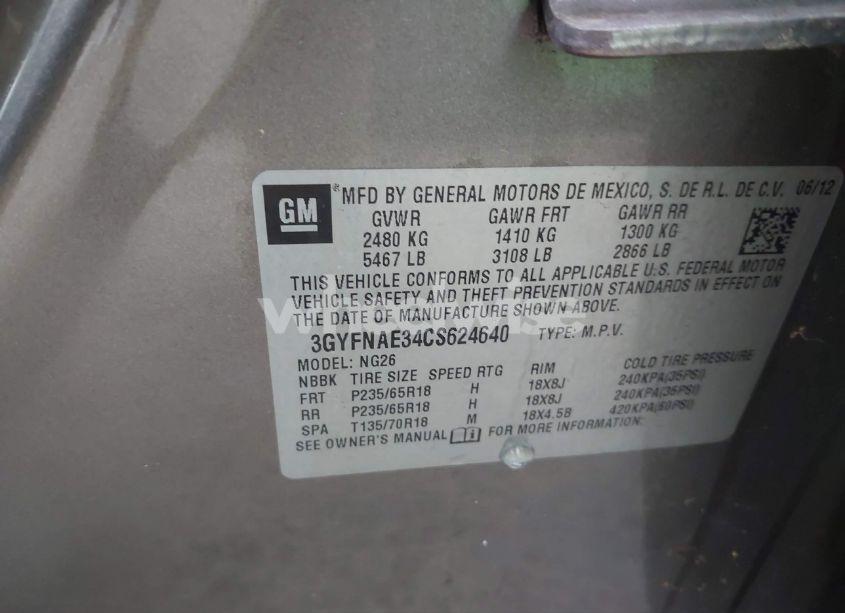 GM
MFD BY GENERAL MOTORS DE MEXICO, S. DE R.L. DE C.V. 06/12
GVWR GAWR FRT GAWR RR
2480 KG 1410 KG 1300 KG
5467 LB 3108 LB 2866 LB
THIS VEHICLE CONFORMS TO ALL APPLICABLE U.S. FEDERAL MOTOR
VEHICLE SAFETY AND THEFT PREVENTION STANDARDS IN EFFECT ON
THE DATE OF MANUFACTURE SHOWN ABOVE.
3GYFNAE34CS624640 TYPE: M.P.V.
MODEL: NG26
NBBK TIRE SIZE SPEED RTG RIM COLD TIRE PRESSURE
FRT P235/65R18 H 18X8J 240KPA(35PSI)
RR P235/65R18 H 18X8J 240KPA(35PSI)
SPA T135/70R18 M 18X4.5B 420KPA(60PSI)
SEE OWNER'S MANUAL FOR MORE INFORMATION: